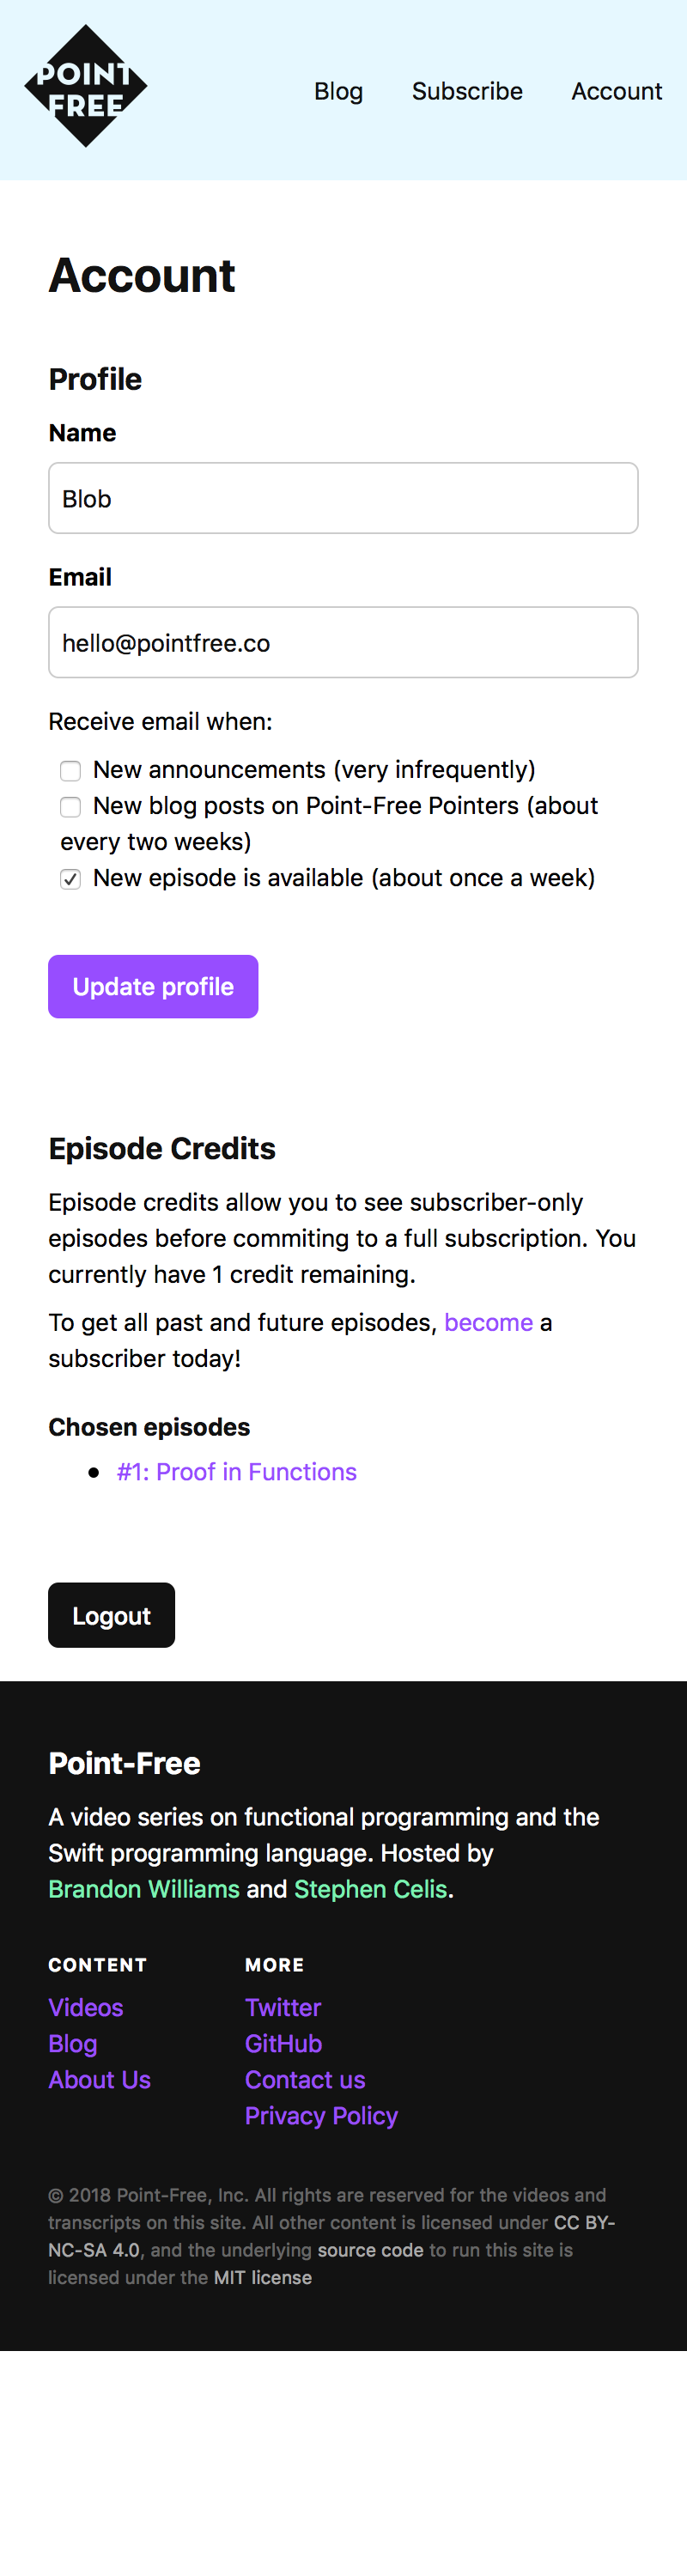 POINT
FREE
Blog Subscribe Account
Account
Profile
Name
Blob
Email
hello@pointfree.co
Receive email when:
New announcements (very infrequently)
New blog posts on Point-Free Pointers (about
every two weeks)
New episode is available (about once a week)
Update profile
Episode Credits
Episode credits allow you to see subscriber-only
episodes before commiting to a full subscription. You
currently have 1 credit remaining.
To get all past and future episodes, become a
subscriber today!
Chosen episodes
#1: Proof in Functions
Logout
Point-Free
A video series on functional programming and the
Swift programming language. Hosted by
Brandon Williams and Stephen Celis.
CONTENT
Videos
Blog
About Us
MORE
Twitter
GitHub
Contact us
Privacy Policy
© 2018 Point-Free, Inc. All rights are reserved for the videos and
transcripts on this site. All other content is licensed under CC BY-
NC-SA 4.0, and the underlying source code to run this site is
licensed under the MIT license